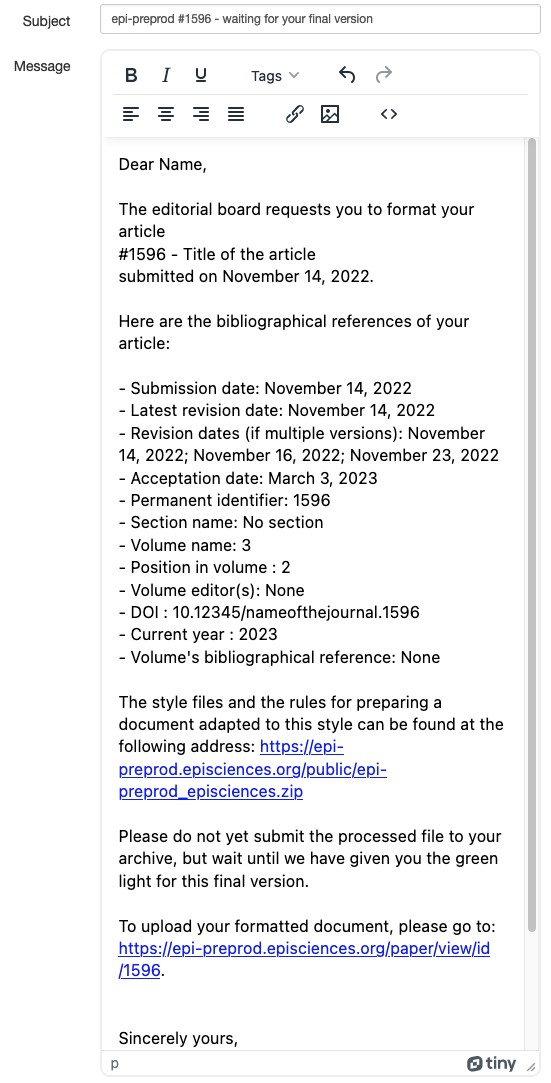 Subject
epi-preprod #1596 - waiting for your final version
Message
B I U Tags
Dear Name,
The editorial board requests you to format your
article
#1596 - Title of the article
submitted on November 14, 2022.
Here are the bibliographical references of your
article:
- Submission date: November 14, 2022
- Latest revision date: November 14, 2022
- Revision dates (if multiple versions): November
14, 2022; November 16, 2022; November 23, 2022
- Acceptation date: March 3, 2023
- Permanent identifier: 1596
- Section name: No section
- Volume name: 3
- Position in volume : 2
- Volume editor(s): None
- DOI : 10.12345/nameofthejournal.1596
- Current year : 2023
- Volume's bibliographical reference: None
The style files and the rules for preparing a
document adapted to this style can be found at the
following address: https://epi-
preprod.episciences.org/public/epi-
preprod_episciences.zip
Please do not yet submit the processed file to your
archive, but wait until we have given you the green
light for this final version.
To upload your formatted document, please go to:
https://epi-preprod.episciences.org/paper/view/id
/1596.
Sincerely yours,
p
tiny